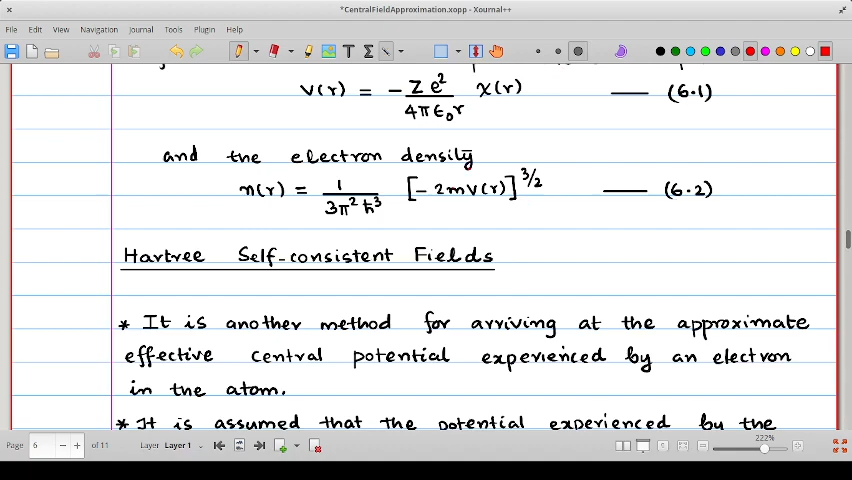 *CentralFieldApproximation.xopp - Xournal++
File Edit View Navigation Journal Tools Plugin Help
V(r) = - Ze² / 4πϵ₀r χ(r) —— (6.1)
and the electron density
n(r) = 1 / 3π²ħ³ [- 2mV(r)]^3/2 —— (6.2)
Hartree Self-consistent Fields
* It is another method for arriving at the approximate
effective central potential experienced by an electron
in the atom.
* It is assumed that the potential experienced by the
Page 6 of 11 Layer Layer 1 222%